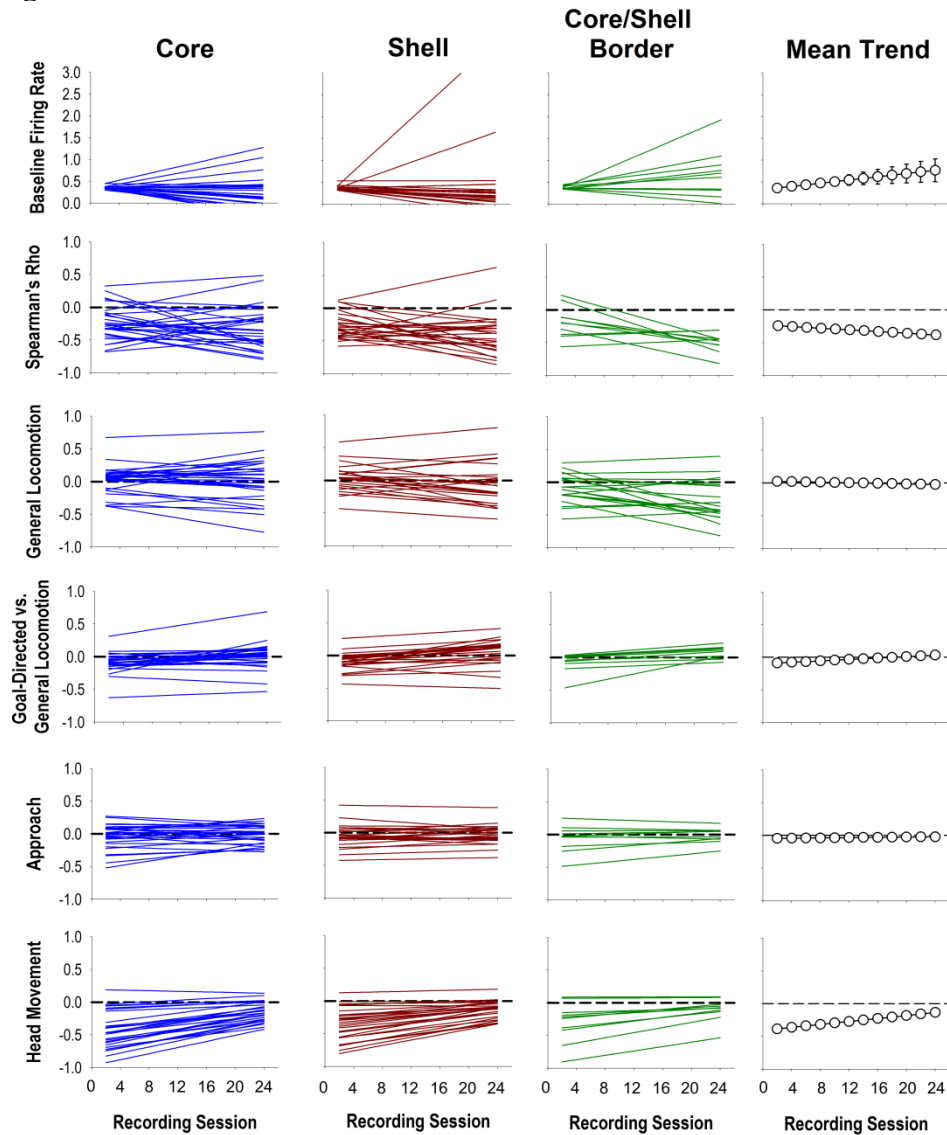 Core
Shell
Core/Shell
Border
Mean Trend
Baseline Firing Rate
3.0
2.5
2.0
1.5
1.0
0.5
0.0
Spearman's Rho
1.0
0.5
0.0
-0.5
-1.0
General Locomotion
1.0
0.5
0.0
-0.5
-1.0
Goal-Directed vs.
General Locomotion
1.0
0.5
0.0
-0.5
-1.0
Approach
1.0
0.5
0.0
-0.5
-1.0
Head Movement
1.0
0.5
0.0
-0.5
-1.0
0 4 8 12 16 20 24
0 4 8 12 16 20 24
0 4 8 12 16 20 24
0 4 8 12 16 20 24
Recording Session
Recording Session
Recording Session
Recording Session